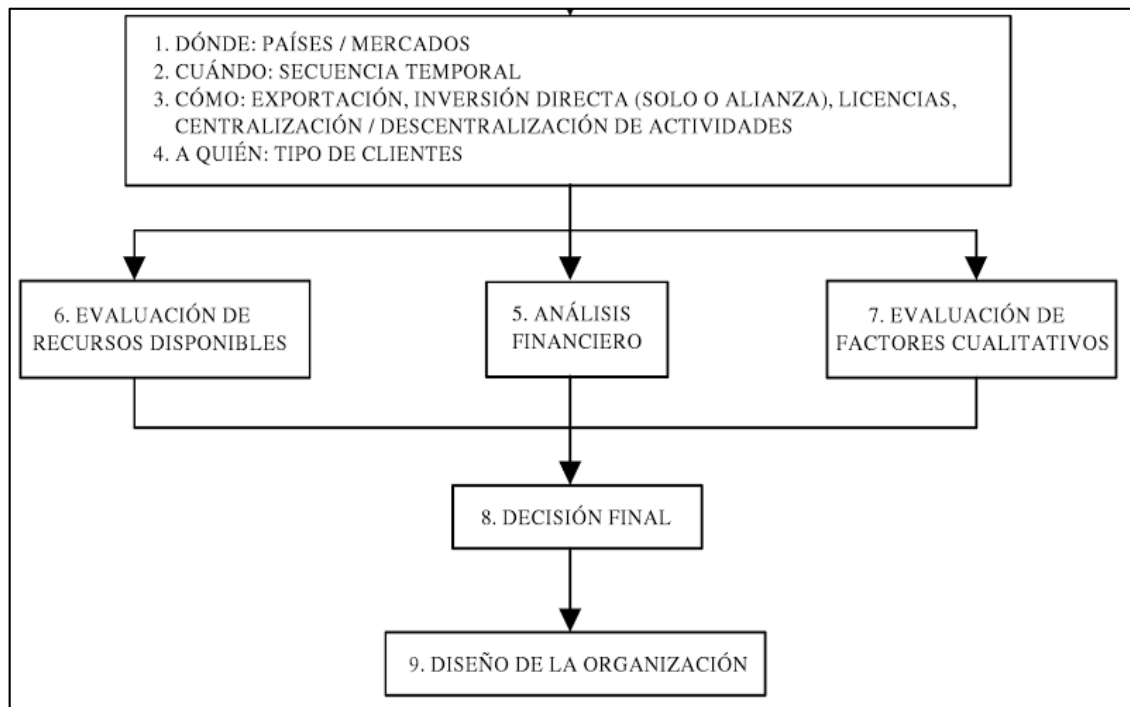 1. DÓNDE: PAÍSES / MERCADOS
2. CUÁNDO: SECUENCIA TEMPORAL
3. CÓMO: EXPORTACIÓN, INVERSIÓN DIRECTA (SOLO O ALIANZA), LICENCIAS,
CENTRALIZACIÓN / DESCENTRALIZACIÓN DE ACTIVIDADES
4. A QUIÉN: TIPO DE CLIENTES
6. EVALUACIÓN DE
RECURSOS DISPONIBLES
5. ANÁLISIS
FINANCIERO
7. EVALUACIÓN DE
FACTORES CUALITATIVOS
8. DECISIÓN FINAL
9. DISEÑO DE LA ORGANIZACIÓN